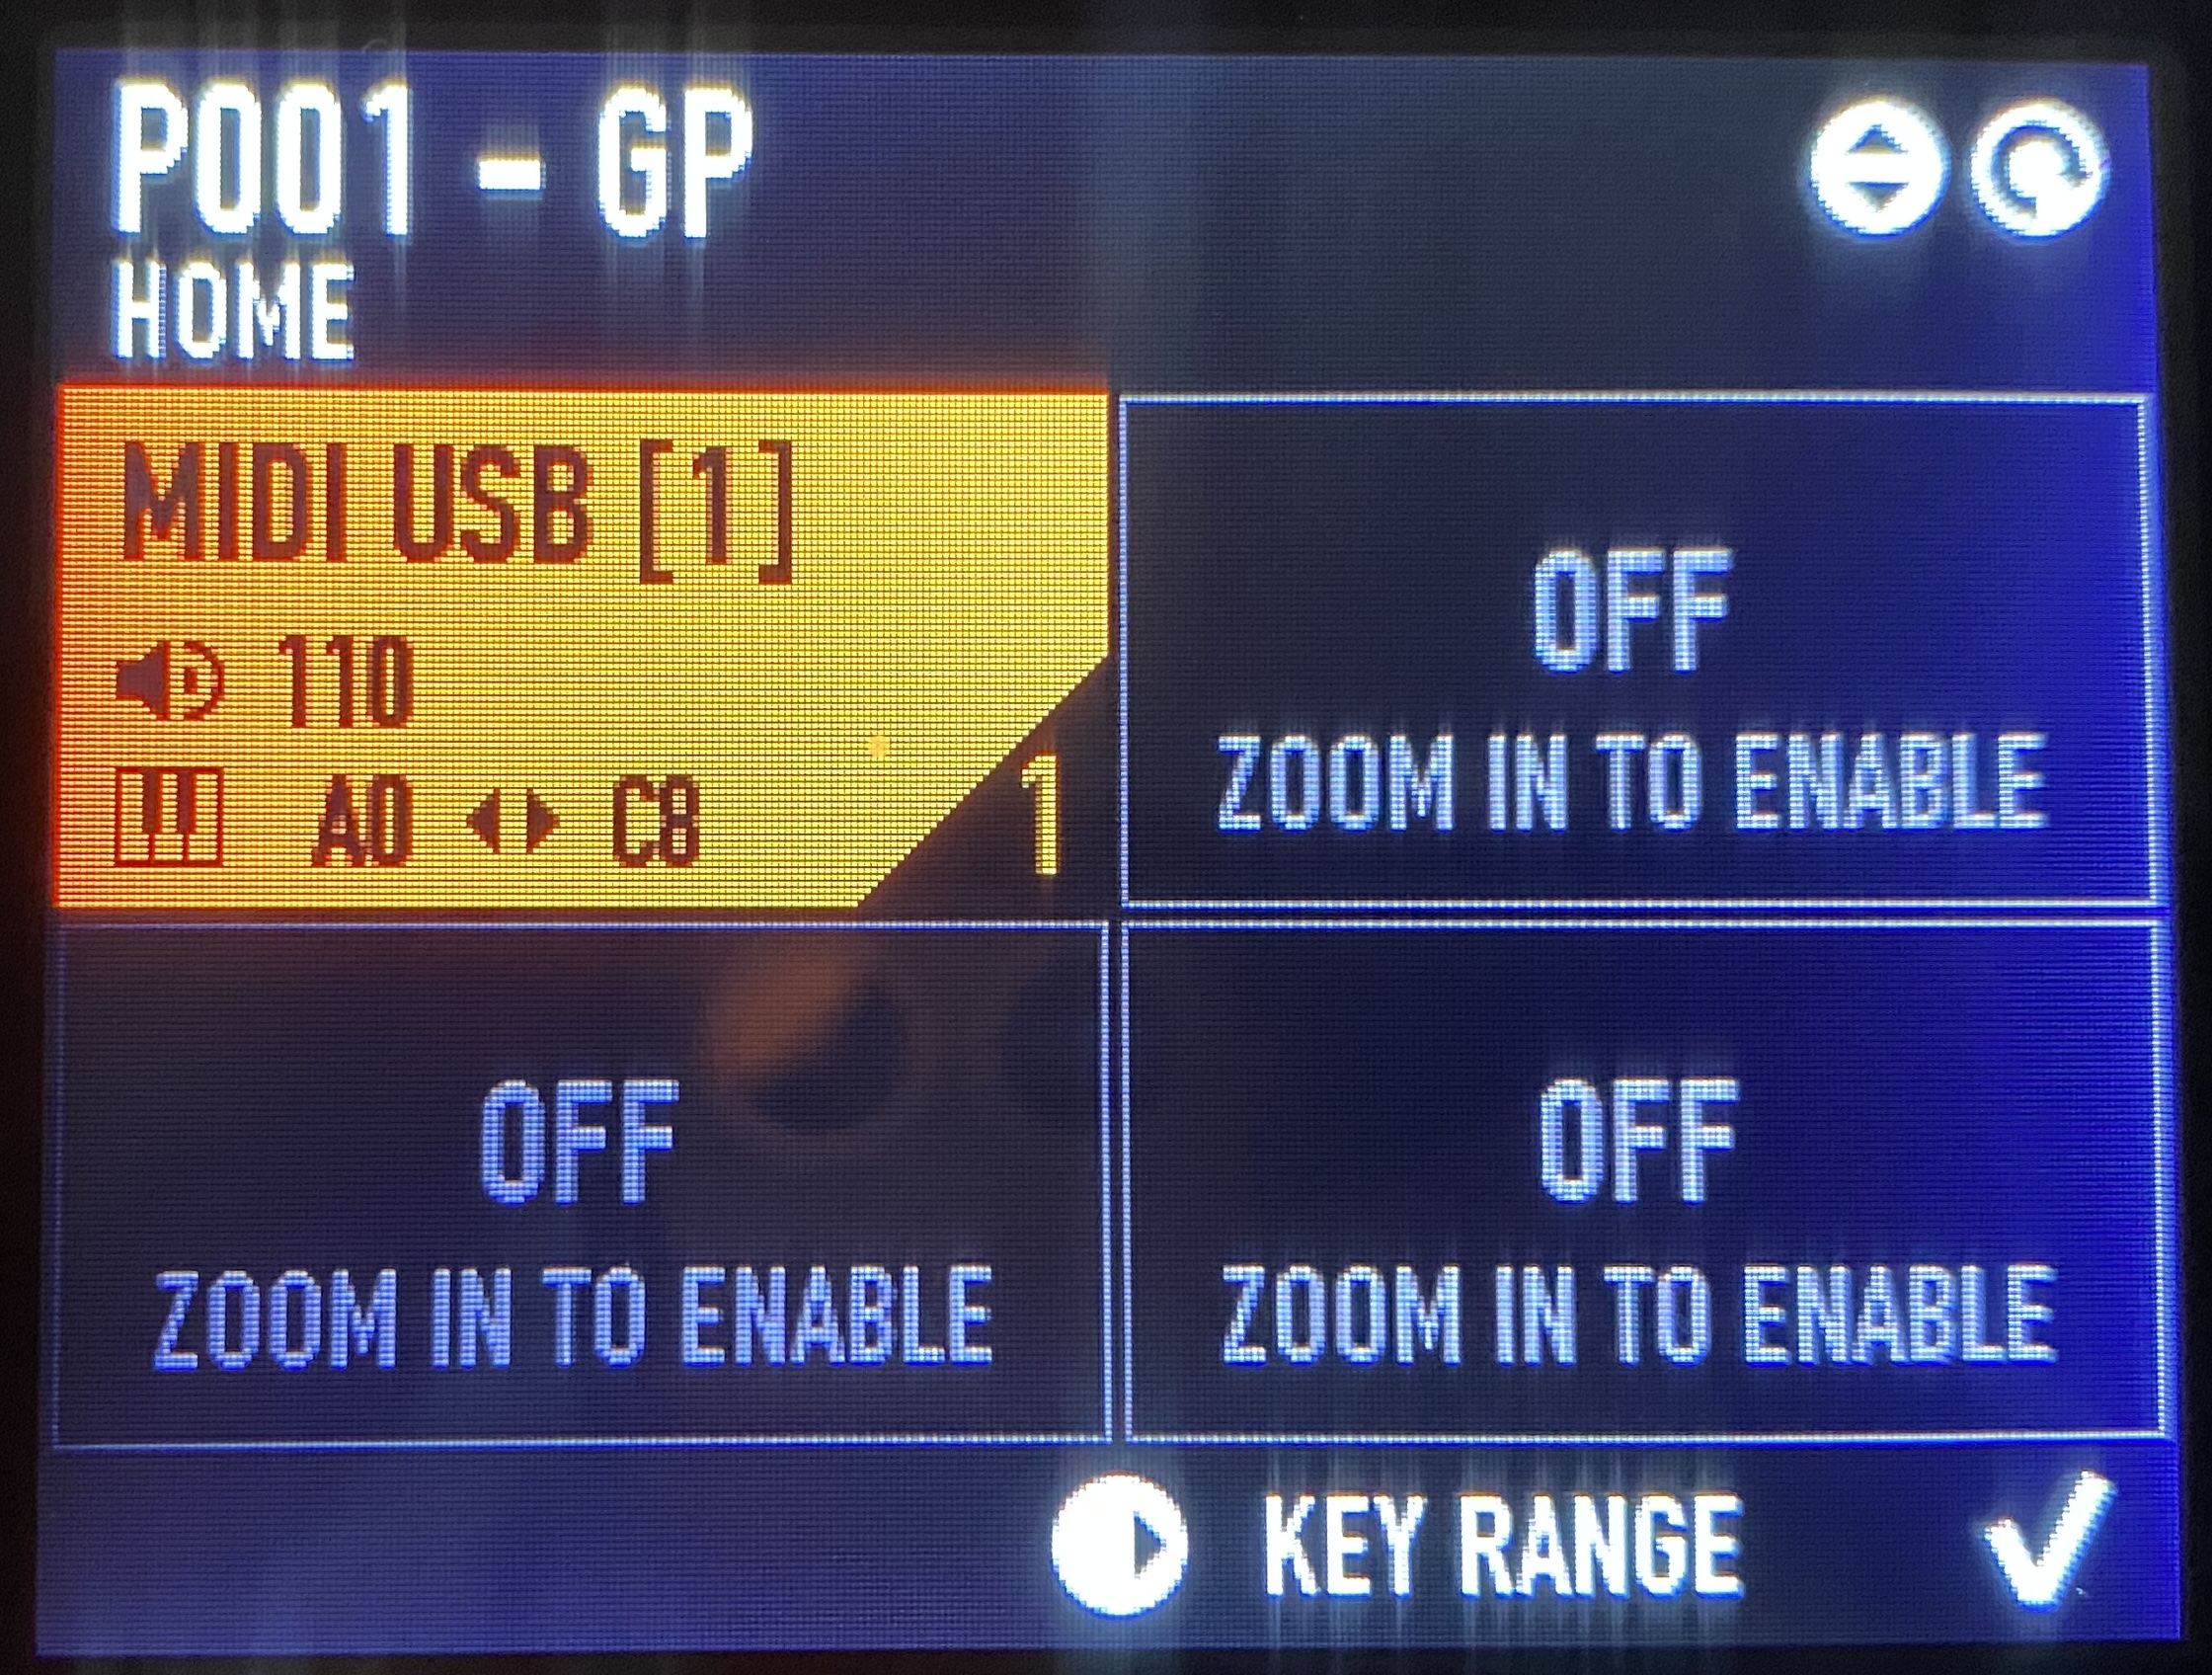 P001 - GP
HOME
MIDI USB [1]
110
A0 C8
1
OFF
ZOOM IN TO ENABLE
OFF
ZOOM IN TO ENABLE
OFF
ZOOM IN TO ENABLE
KEY RANGE